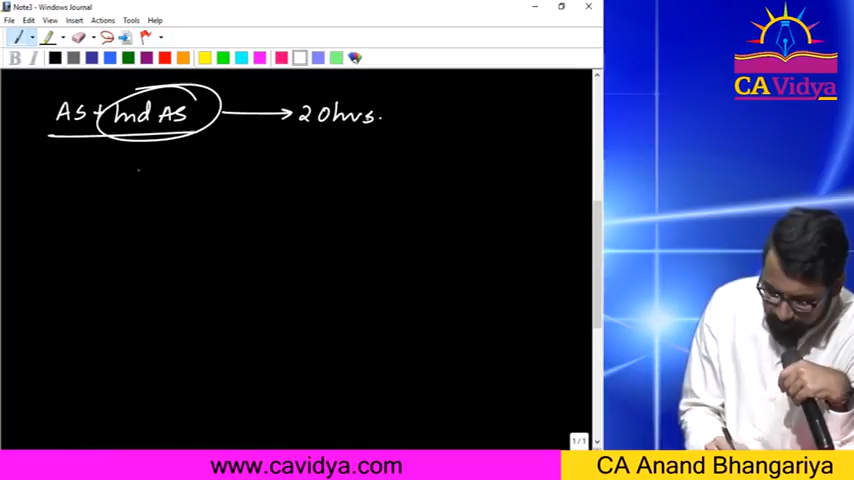 Note3 - Windows Journal
File Edit View Insert Actions Tools Help
B I
AS + Ind AS → 20hrs.
1/1
CA Vidya
www.cavidya.com
CA Anand Bhangariya